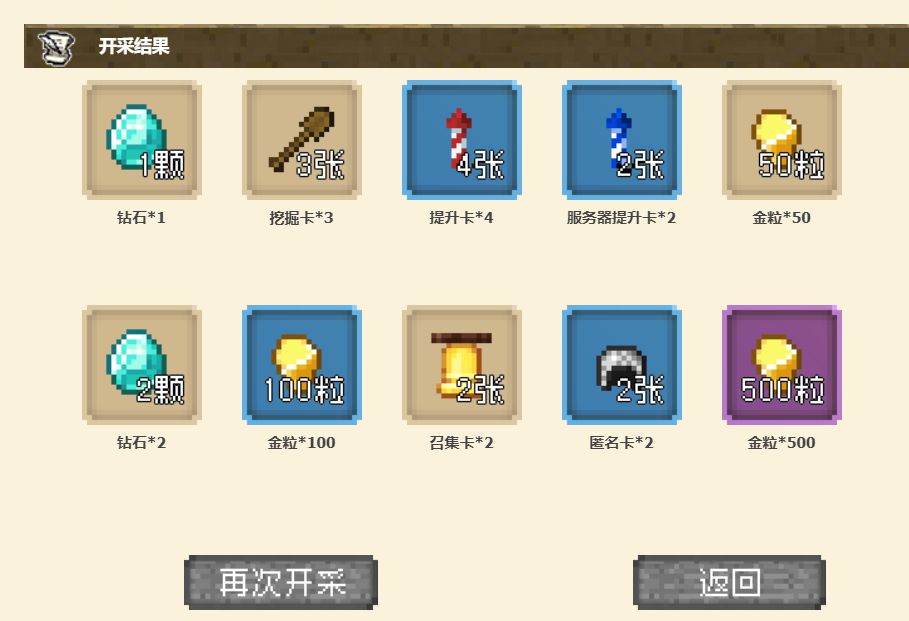 开采结果
1颗
3张
4张
2张
50粒
钻石*1
挖掘卡*3
提升卡*4
服务器提升卡*2
金粒*50
2颗
100粒
2张
2张
500粒
钻石*2
金粒*100
召集卡*2
匿名卡*2
金粒*500
再次开采
返回